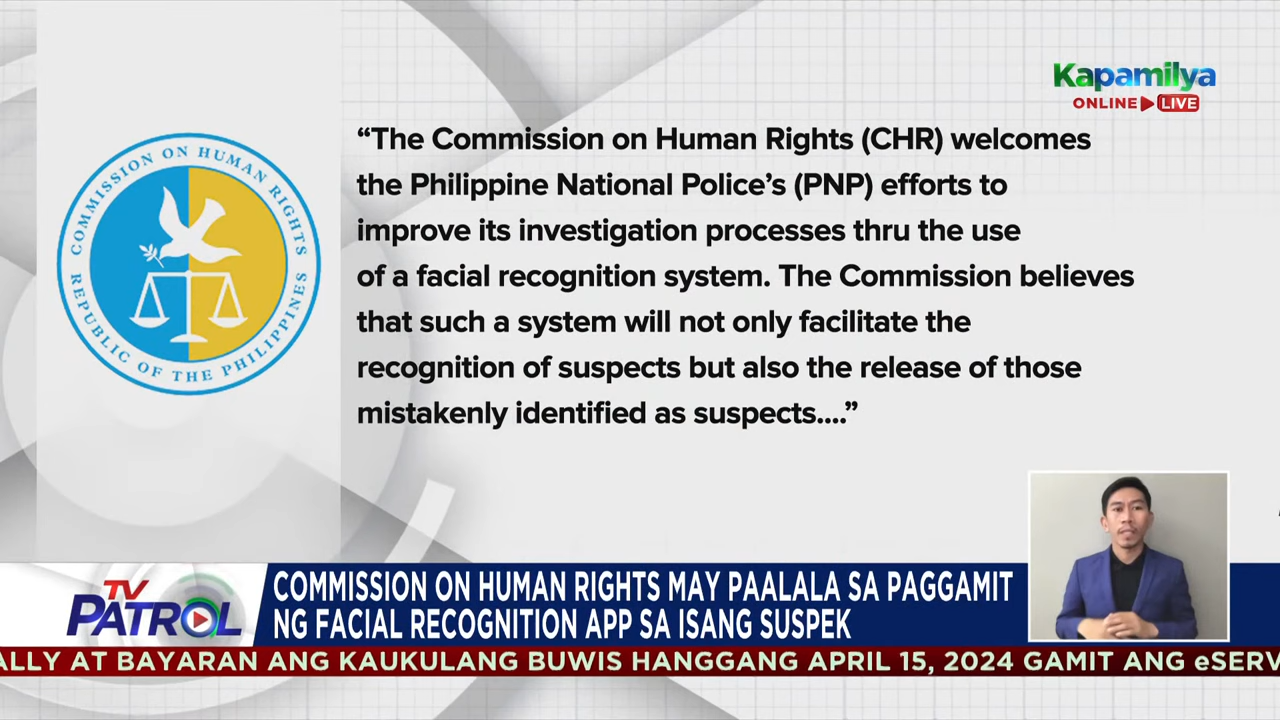 Kapamilya
ONLINE LIVE
“The Commission on Human Rights (CHR) welcomes
the Philippine National Police’s (PNP) efforts to
improve its investigation processes thru the use
of a facial recognition system. The Commission believes
that such a system will not only facilitate the
recognition of suspects but also the release of those
mistakenly identified as suspects....”
COMMISSION ON HUMAN RIGHTS
REPUBLIC OF THE PHILIPPINES
TV
PATROL
COMMISSION ON HUMAN RIGHTS MAY PAALALA SA PAGGAMIT
NG FACIAL RECOGNITION APP SA ISANG SUSPEK
ALLY AT BAYARAN ANG KAUKULANG BUWIS HANGGANG APRIL 15, 2024 GAMIT ANG eSERV